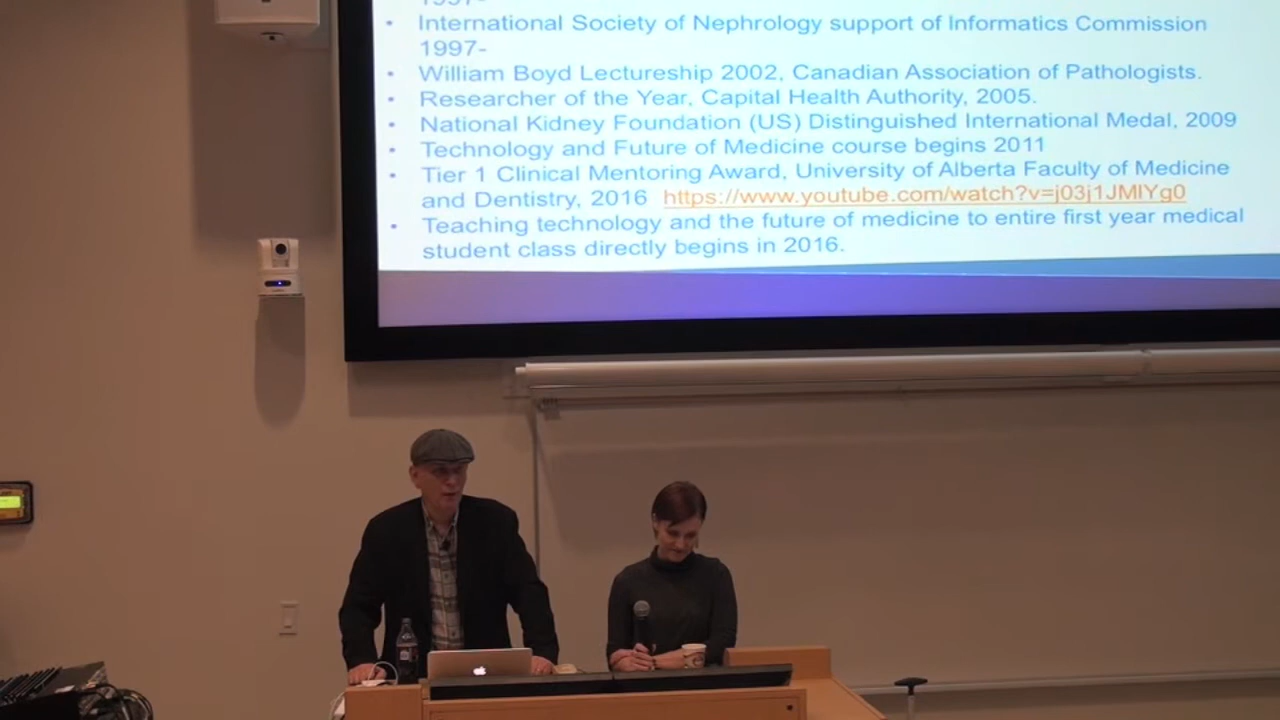 1997-
International Society of Nephrology support of Informatics Commission
1997-
William Boyd Lectureship 2002, Canadian Association of Pathologists.
Researcher of the Year, Capital Health Authority, 2005.
National Kidney Foundation (US) Distinguished International Medal, 2009
Technology and Future of Medicine course begins 2011
Tier 1 Clinical Mentoring Award, University of Alberta Faculty of Medicine
and Dentistry, 2016 https://www.youtube.com/watch?v=j03j1JMIYg0
Teaching technology and the future of medicine to entire first year medical
student class directly begins in 2016.